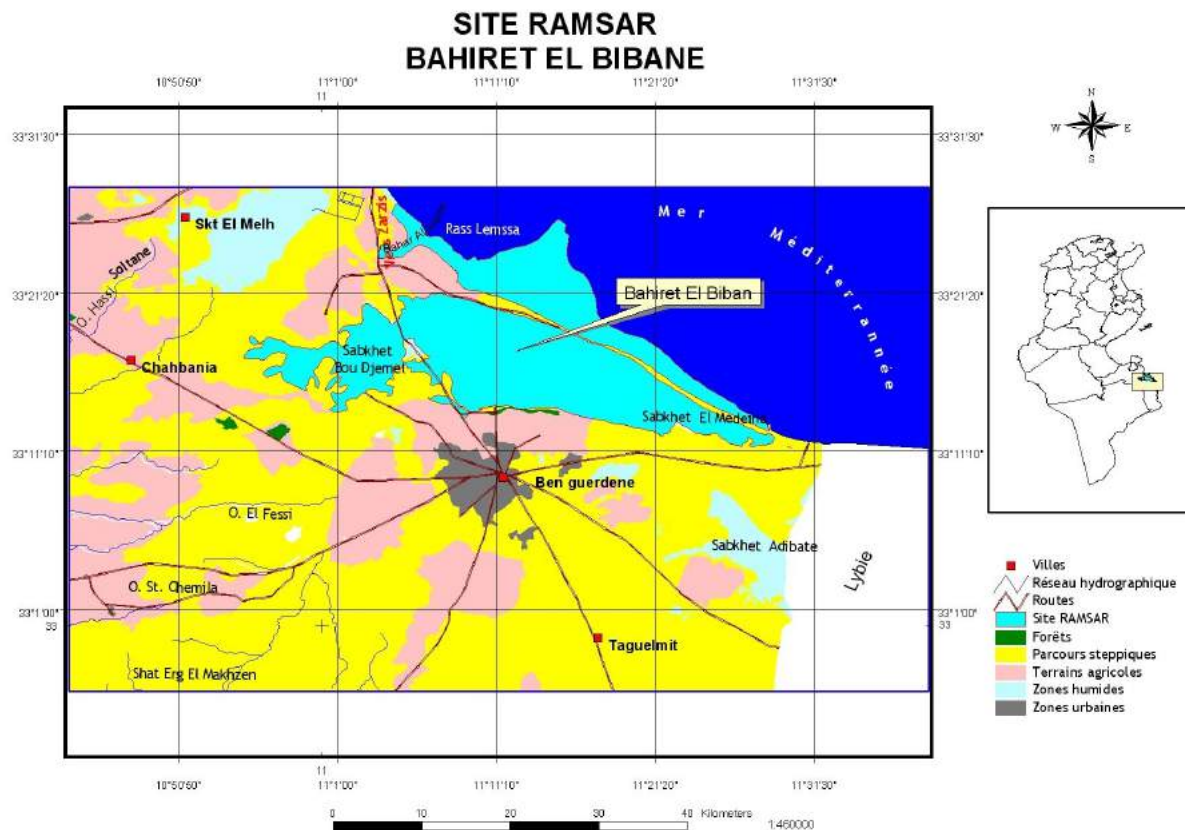 SITE RAMSAR
BAHIRET EL BIBANE
10°50'50"
11°1'00"
11°11'10"
11°21'20"
11°31'30"
11
N
W
E
S
33°31'30"
33°31'30"
Mer
Méditerrannée
Skt El Melh
Zarzis
Rass Lemssa
Soltane
O. Hassi
33°21'20"
33°21'20"
Bahiret El Biban
Sabkhet
Bou Djemel
Chahbania
Sabkhet El Medeina
33°11'10"
33°11'10"
Ben guerdene
O. El Fessi
Sabkhet Adibate
Lybie
O. St. Chemila
33°1'00"
33
33°1'00"
33
Taguelmit
Shat Erg El Makhzen
Villes
Réseau hydrographique
Routes
Site RAMSAR
Forêts
Parcours steppiques
Terrains agricoles
Zones humides
Zones urbaines
11
10°50'50"
11°1'00"
11°11'10"
11°21'20"
11°31'30"
0
10
20
30
40
Kilometers
1:460000